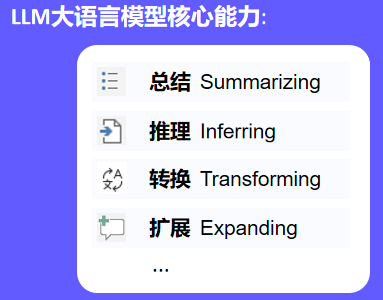 LLM大语言模型核心能力:
总结 Summarizing
推理 Inferring
转换 Transforming
扩展 Expanding
...